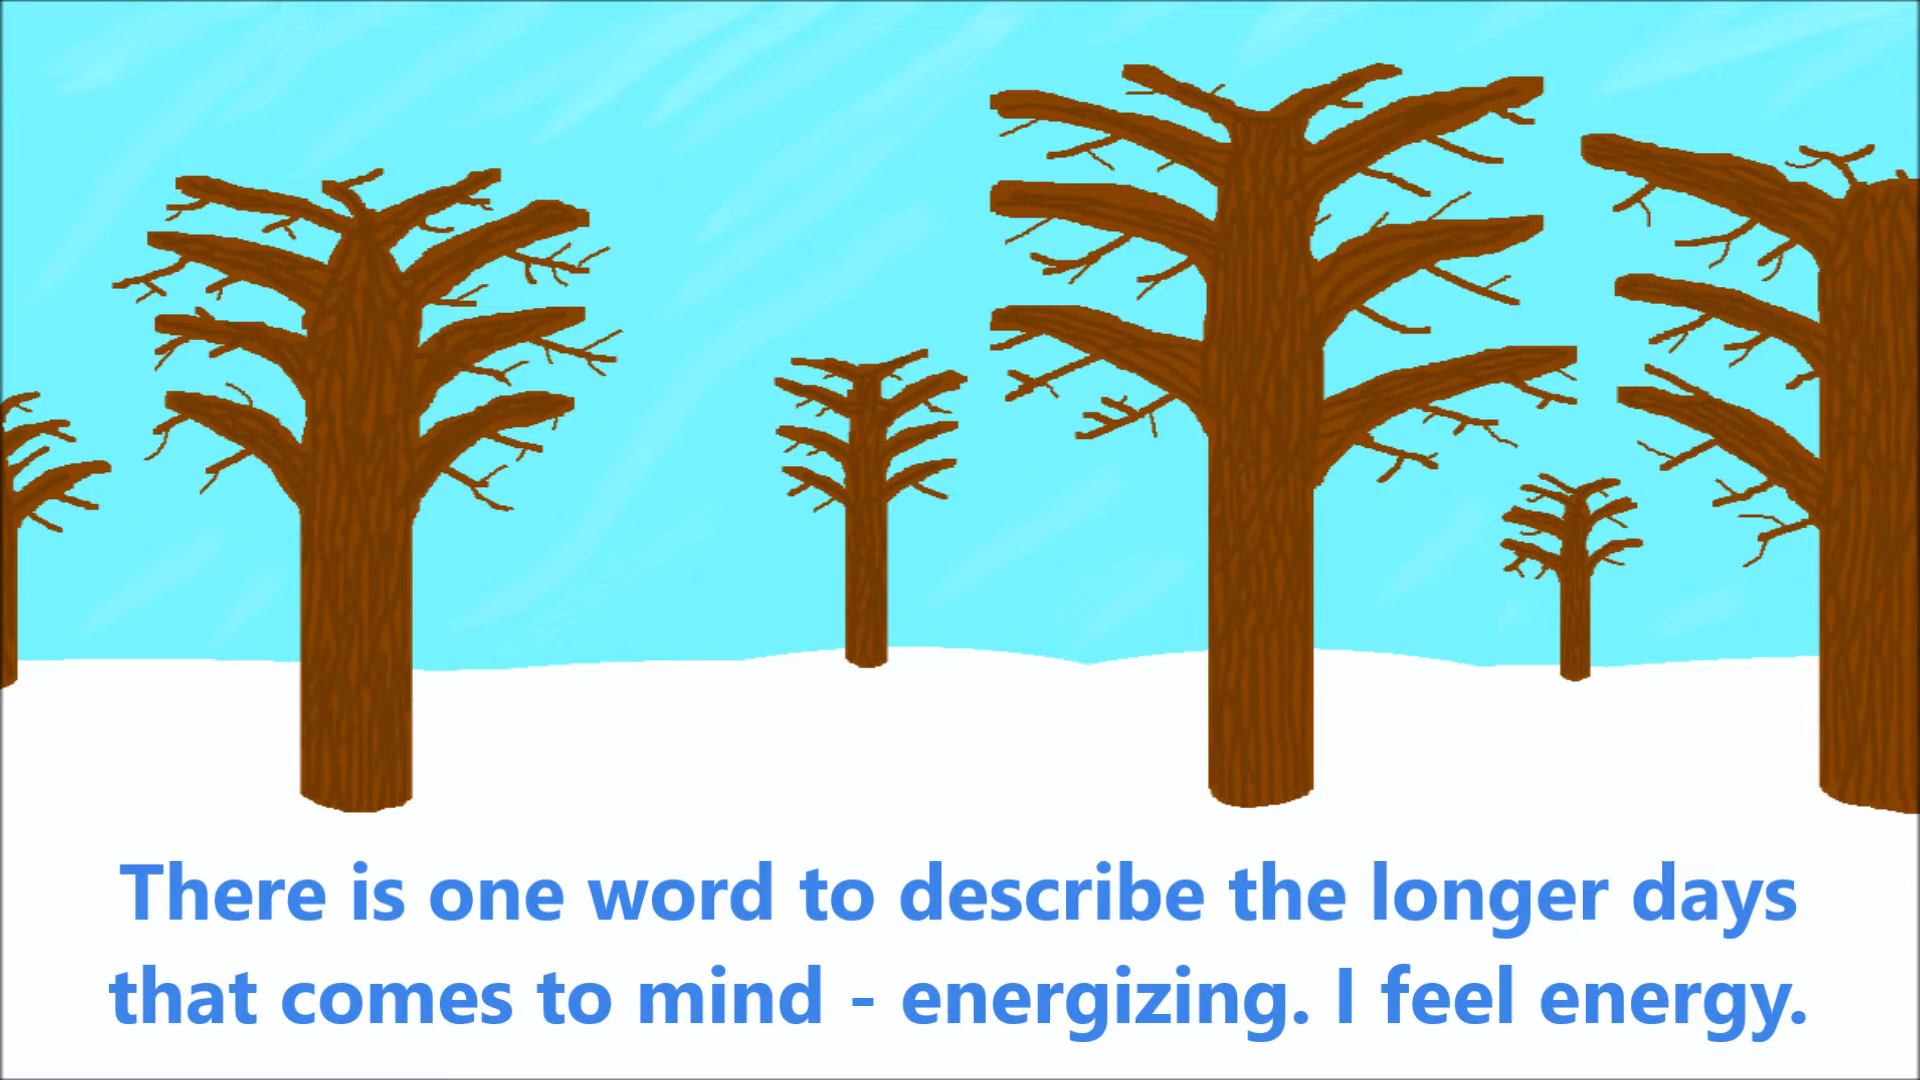 There is one word to describe the longer days
that comes to mind - energizing. I feel energy.